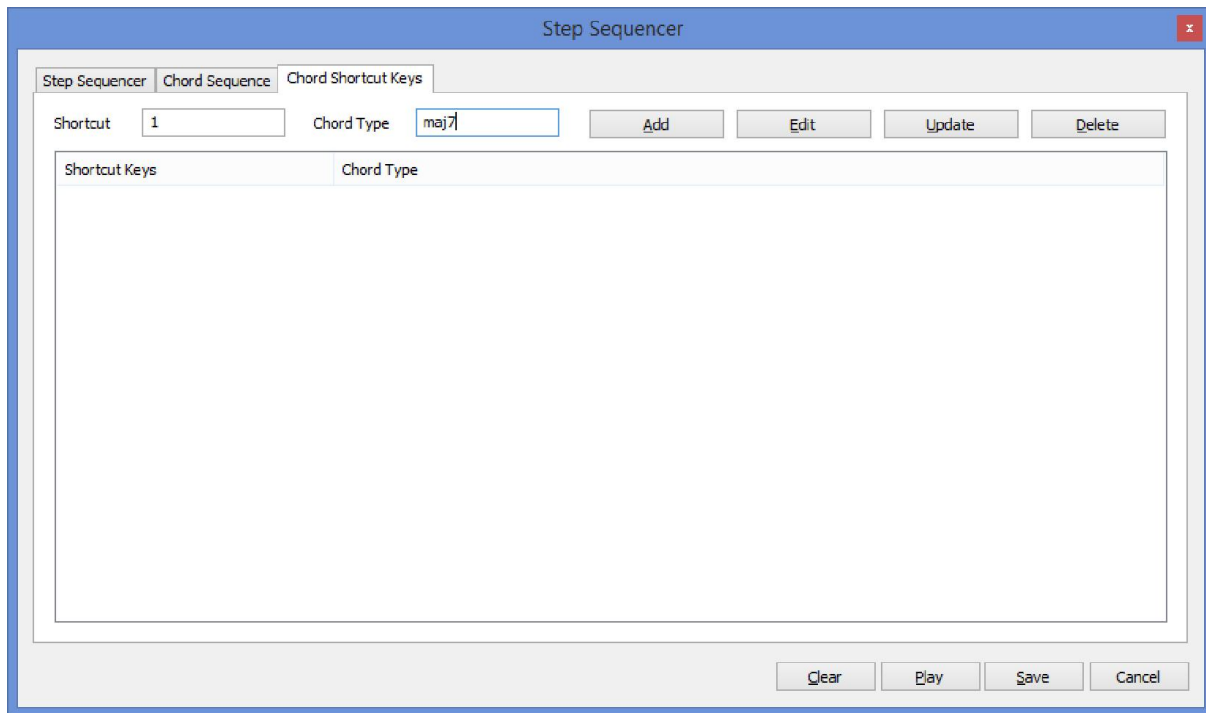 Step Sequencer
x
Step Sequencer Chord Sequence Chord Shortcut Keys
Shortcut 1 Chord Type maj7 Add Edit Update Delete
Shortcut Keys Chord Type
Clear Play Save Cancel